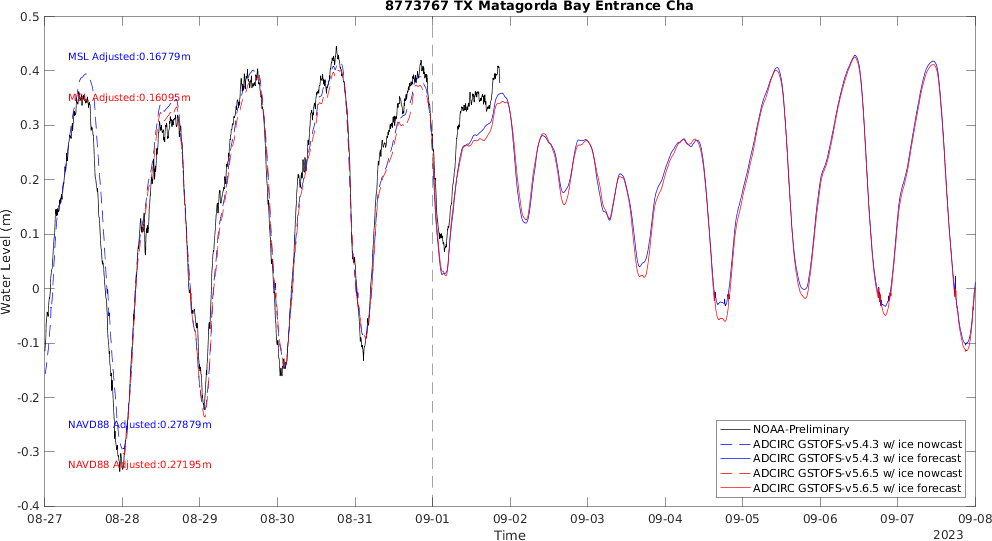 8773767 TX Matagorda Bay Entrance Cha
Water Level (m)
0.5
0.4
0.3
0.2
0.1
0
-0.1
-0.2
-0.3
-0.4
MSL Adjusted:0.16779m
MSL Adjusted:0.16095m
NAVD88 Adjusted:0.27879m
NAVD88 Adjusted:0.27195m
NOAA-Preliminary
ADCIRC GSTOFS-v5.4.3 w/ ice nowcast
ADCIRC GSTOFS-v5.4.3 w/ ice forecast
ADCIRC GSTOFS-v5.6.5 w/ ice nowcast
ADCIRC GSTOFS-v5.6.5 w/ ice forecast
08-27 08-28 08-29 08-30 08-31 09-01 09-02 09-03 09-04 09-05 09-06 09-07 09-08
Time
2023